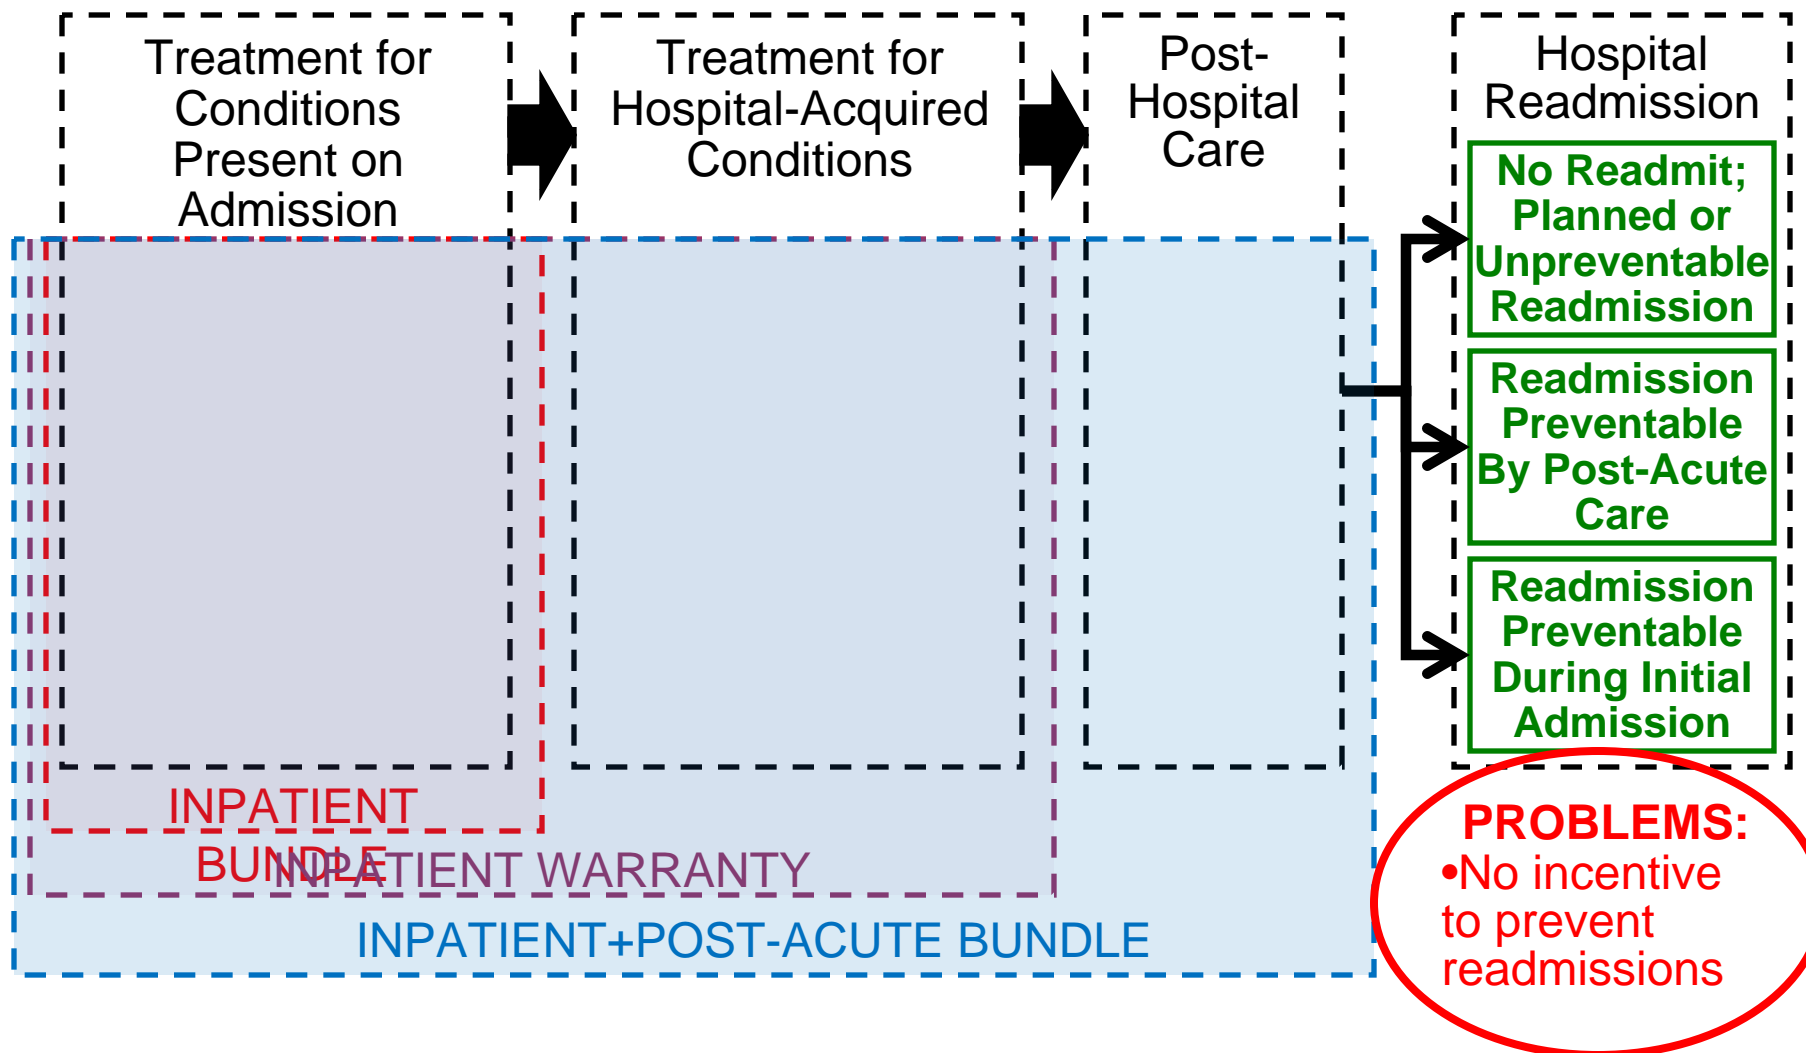 Treatment for
Conditions
Present on
Admission
Treatment for
Hospital-Acquired
Conditions
Post-
Hospital
Care
Hospital
Readmission
No Readmit;
Planned or
Unpreventable
Readmission
Readmission
Preventable
By Post-Acute
Care
Readmission
Preventable
During Initial
Admission
INPATIENT
BUNDLE
INPATIENT WARRANTY
INPATIENT+POST-ACUTE BUNDLE
PROBLEMS:
•No incentive
to prevent
readmissions